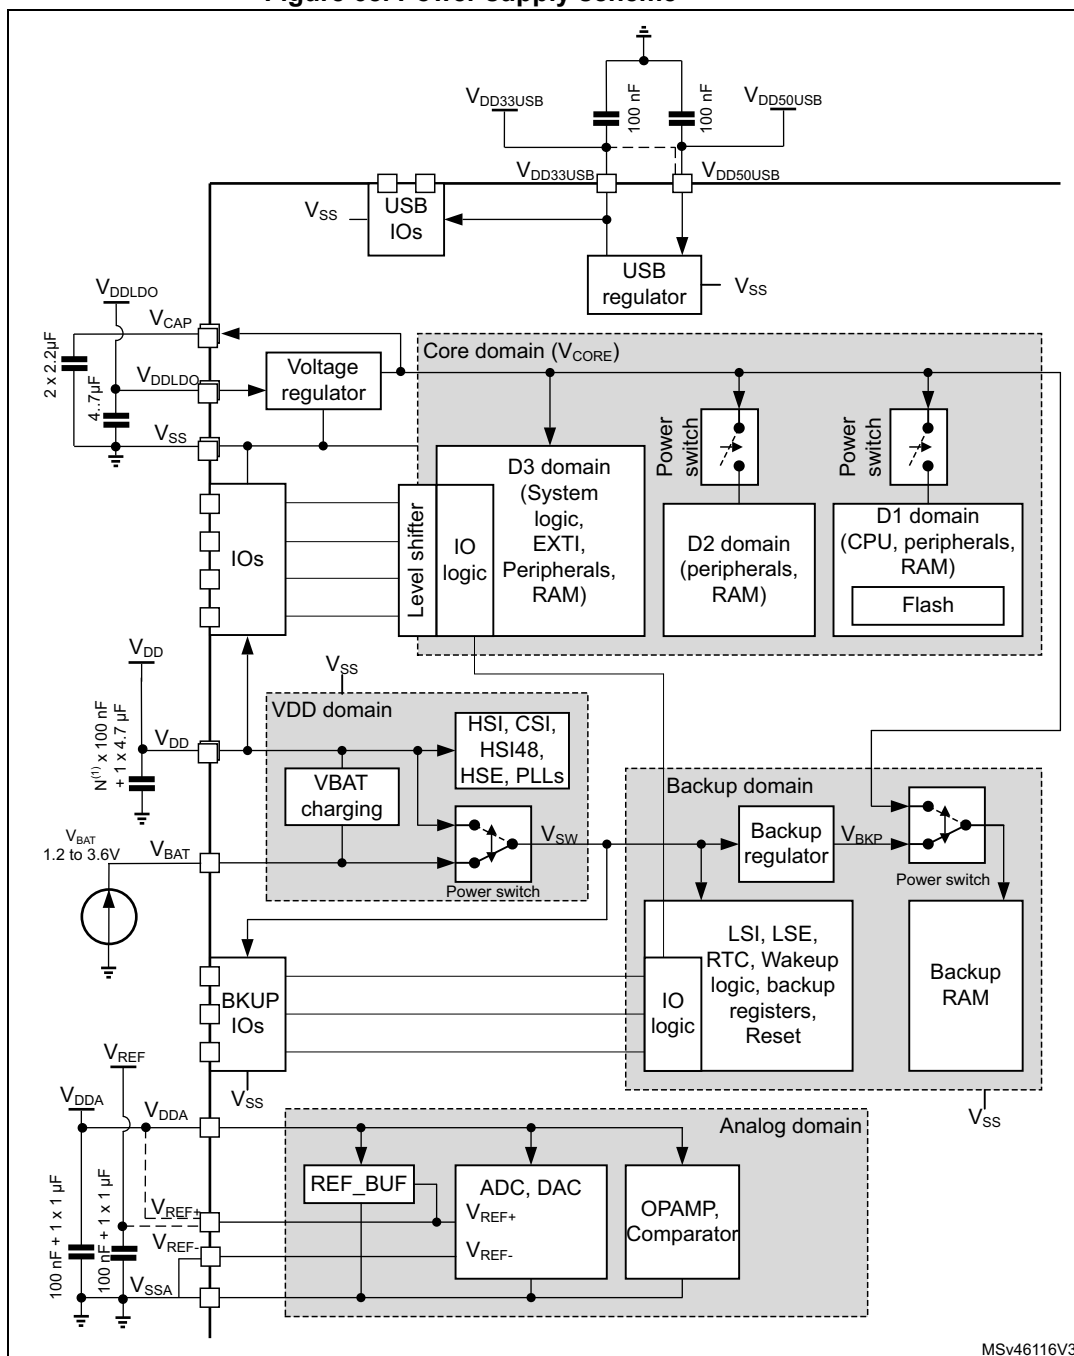 VDD33USB
100 nF
100 nF
VDD50USB
VDD33USB
VDD50USB
VSS
USB
IOs
USB
regulator
VSS
VDDLDO
VCAP
2 x 2.2µF
VDDLDO
4..7µF
VSS
Voltage
regulator
Core domain (VCORE)
Power
switch
Power
switch
D3 domain
(System
logic,
EXTI,
Peripherals,
RAM)
D2 domain
(peripherals,
RAM)
D1 domain
(CPU, peripherals,
RAM)
Flash
IOs
Level shifter
IO
logic
VDD
VDD
N(1) x 100 nF
+ 1 x 4.7 µF
VSS
VDD domain
HSI, CSI,
HSI48,
HSE, PLLs
VBAT
charging
VBAT
1.2 to 3.6V
VBAT
Power switch
VSW
Backup domain
Backup
regulator
VBKP
Power switch
LSI, LSE,
RTC, Wakeup
logic, backup
registers,
Reset
IO
logic
Backup
RAM
BKUP
IOs
VSS
VSS
VREF
VDDA
VDDA
100 nF + 1 x 1 µF
100 nF + 1 x 1 µF
VREF+
VREF-
VSSA
Analog domain
REF_BUF
ADC, DAC
VREF+
VREF-
OPAMP,
Comparator
MSv46116V3